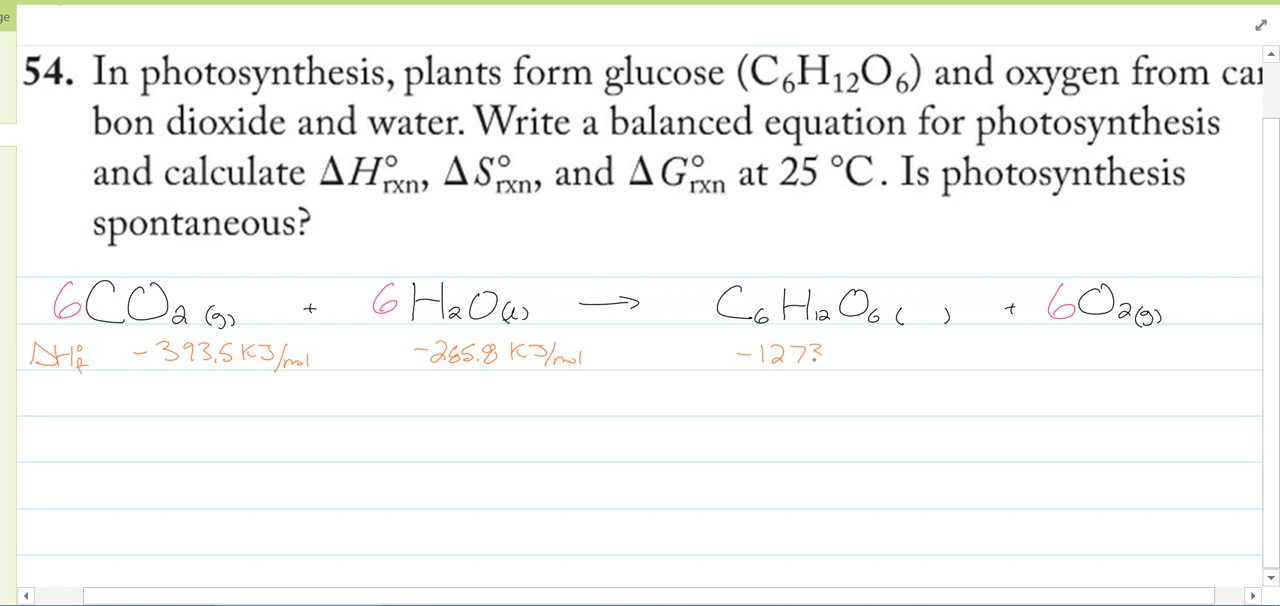 ge
54. In photosynthesis, plants form glucose (C₆H₁₂O₆) and oxygen from car
bon dioxide and water. Write a balanced equation for photosynthesis
and calculate ΔH°rxn, ΔS°rxn, and ΔG°rxn at 25 °C. Is photosynthesis
spontaneous?
6CO₂(g) + 6H₂O(l) → C₆H₁₂O₆( ) + 6O₂(g)
ΔH°f -393.5 KJ/mol -285.8 KJ/mol -1273